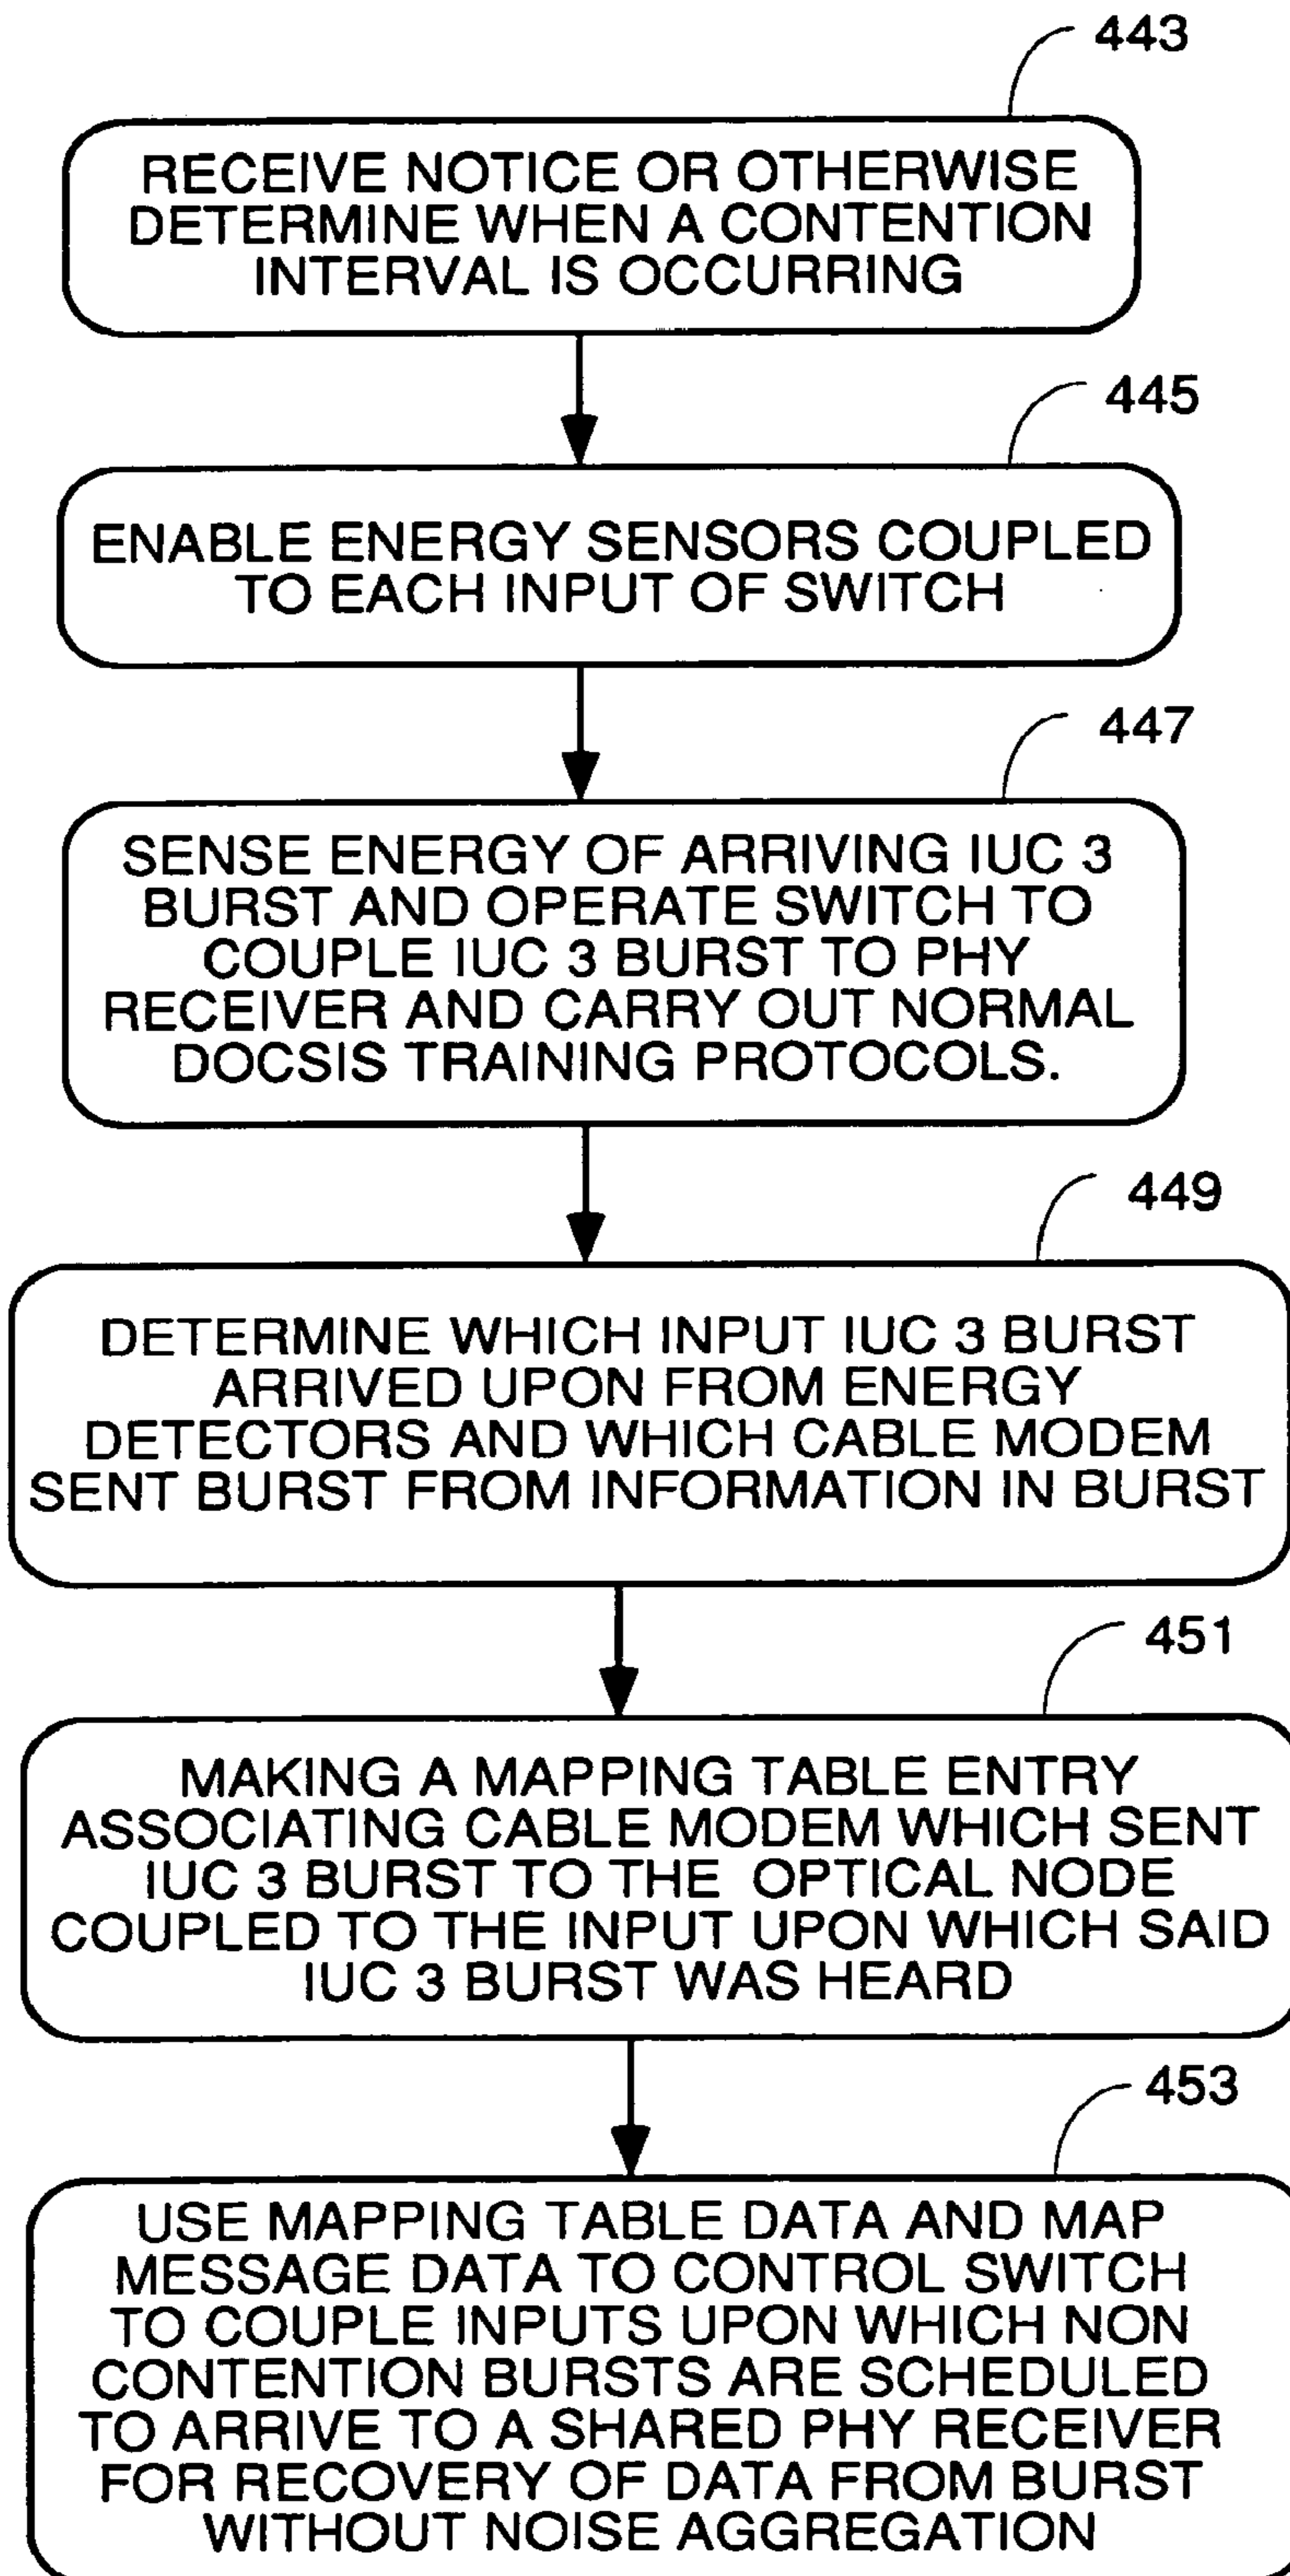 443
RECEIVE NOTICE OR OTHERWISE
DETERMINE WHEN A CONTENTION
INTERVAL IS OCCURRING
445
ENABLE ENERGY SENSORS COUPLED
TO EACH INPUT OF SWITCH
447
SENSE ENERGY OF ARRIVING IUC 3
BURST AND OPERATE SWITCH TO
COUPLE IUC 3 BURST TO PHY
RECEIVER AND CARRY OUT NORMAL
DOCSIS TRAINING PROTOCOLS.
449
DETERMINE WHICH INPUT IUC 3 BURST
ARRIVED UPON FROM ENERGY
DETECTORS AND WHICH CABLE MODEM
SENT BURST FROM INFORMATION IN BURST
451
MAKING A MAPPING TABLE ENTRY
ASSOCIATING CABLE MODEM WHICH SENT
IUC 3 BURST TO THE OPTICAL NODE
COUPLED TO THE INPUT UPON WHICH SAID
IUC 3 BURST WAS HEARD
453
USE MAPPING TABLE DATA AND MAP
MESSAGE DATA TO CONTROL SWITCH
TO COUPLE INPUTS UPON WHICH NON
CONTENTION BURSTS ARE SCHEDULED
TO ARRIVE TO A SHARED PHY RECEIVER
FOR RECOVERY OF DATA FROM BURST
WITHOUT NOISE AGGREGATION